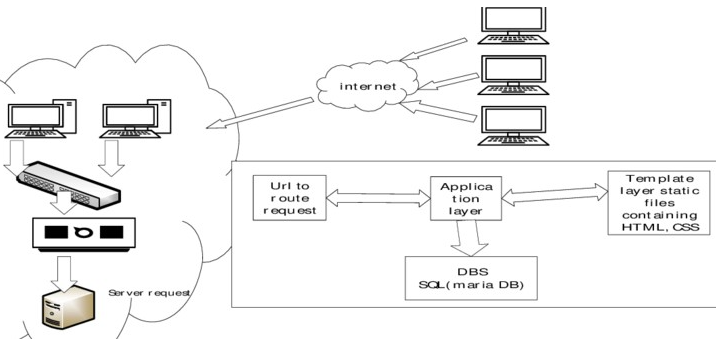 internet
Url to
route
request
Applica
tion
layer
Template
layer static
files
containing
HTML, CSS
DBS
SQL(maria DB)
Server request